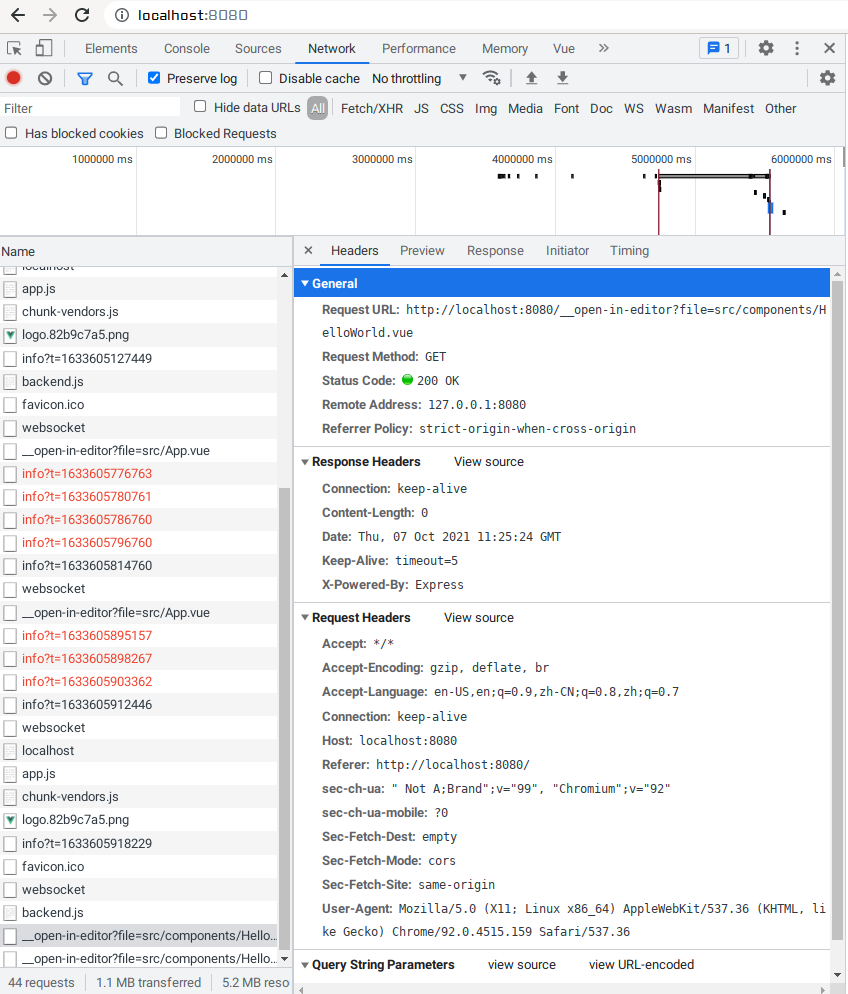 localhost:8080
Elements Console Sources Network Performance Memory Vue » 1
Preserve log Disable cache No throttling
Filter Hide data URLs All Fetch/XHR JS CSS Img Media Font Doc WS Wasm Manifest Other
Has blocked cookies Blocked Requests
1000000 ms 2000000 ms 3000000 ms 4000000 ms 5000000 ms 6000000 ms
Name
localhost
app.js
chunk-vendors.js
logo.82b9c7a5.png
info?t=1633605127449
backend.js
favicon.ico
websocket
__open-in-editor?file=src/App.vue
info?t=1633605776763
info?t=1633605780761
info?t=1633605786760
info?t=1633605796760
info?t=1633605814760
websocket
__open-in-editor?file=src/App.vue
info?t=1633605895157
info?t=1633605898267
info?t=1633605903362
info?t=1633605912446
websocket
localhost
app.js
chunk-vendors.js
logo.82b9c7a5.png
info?t=1633605918229
favicon.ico
websocket
backend.js
__open-in-editor?file=src/components/Hello...
__open-in-editor?file=src/components/Hello...
44 requests 1.1 MB transferred 5.2 MB reso
Headers Preview Response Initiator Timing
General
Request URL: http://localhost:8080/__open-in-editor?file=src/components/H
elloWorld.vue
Request Method: GET
Status Code: 200 OK
Remote Address: 127.0.0.1:8080
Referrer Policy: strict-origin-when-cross-origin
Response Headers View source
Connection: keep-alive
Content-Length: 0
Date: Thu, 07 Oct 2021 11:25:24 GMT
Keep-Alive: timeout=5
X-Powered-By: Express
Request Headers View source
Accept: */*
Accept-Encoding: gzip, deflate, br
Accept-Language: en-US,en;q=0.9,zh-CN;q=0.8,zh;q=0.7
Connection: keep-alive
Host: localhost:8080
Referer: http://localhost:8080/
sec-ch-ua: " Not A;Brand";v="99", "Chromium";v="92"
sec-ch-ua-mobile: ?0
Sec-Fetch-Dest: empty
Sec-Fetch-Mode: cors
Sec-Fetch-Site: same-origin
User-Agent: Mozilla/5.0 (X11; Linux x86_64) AppleWebKit/537.36 (KHTML, li
ke Gecko) Chrome/92.0.4515.159 Safari/537.36
Query String Parameters view source view URL-encoded